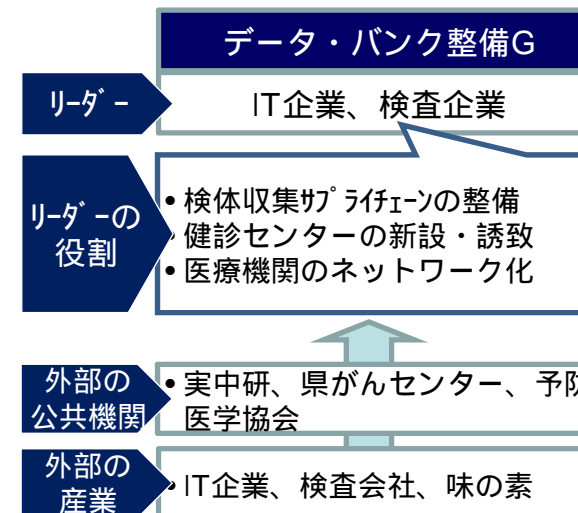 データ・バンク整備G
ﾘｰﾀﾞｰ
IT企業、検査企業
ﾘｰﾀﾞｰの
役割
• 検体収集ｻﾌﾟﾗｲﾁｪｰﾝの整備
• 健診センターの新設・誘致
• 医療機関のネットワーク化
外部の
公共機関
• 実中研、県がんセンター、予防
医学協会
外部の
産業
• IT企業、検査会社、味の素